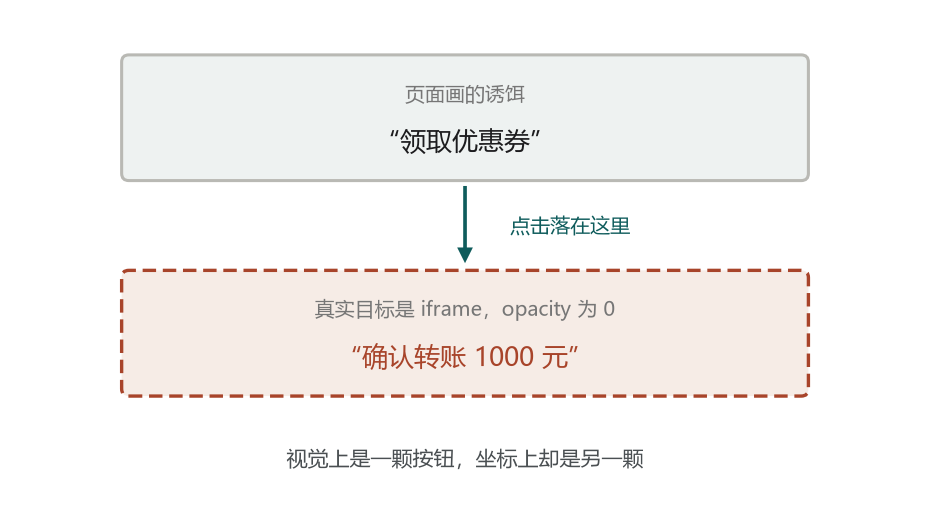 页面画的诱饵
“领取优惠券”
点击落在这里
真实目标是 iframe，opacity 为 0
“确认转账 1000 元”
视觉上是一颗按钮，坐标上却是另一颗